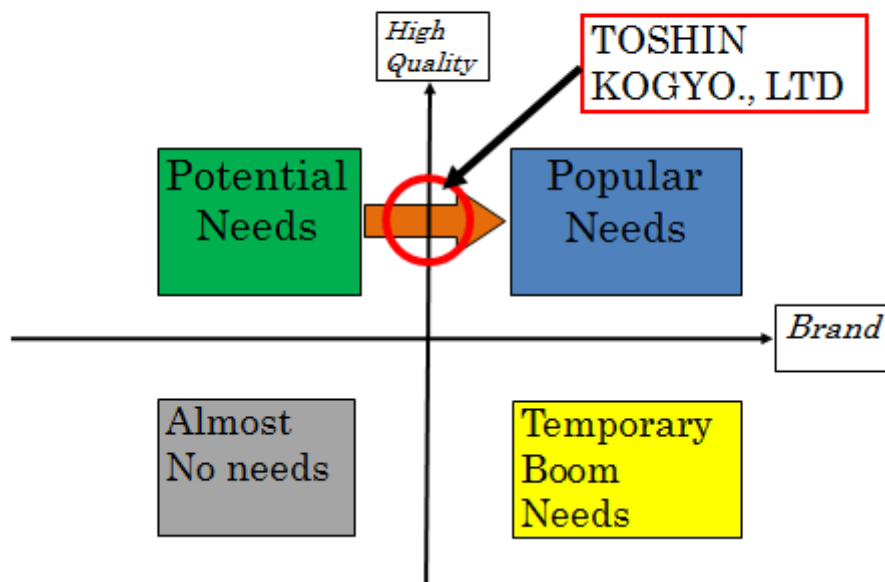 High
Quality
TOSHIN
KOGYO., LTD
Potential
Needs
Popular
Needs
Brand
Almost
No needs
Temporary
Boom
Needs